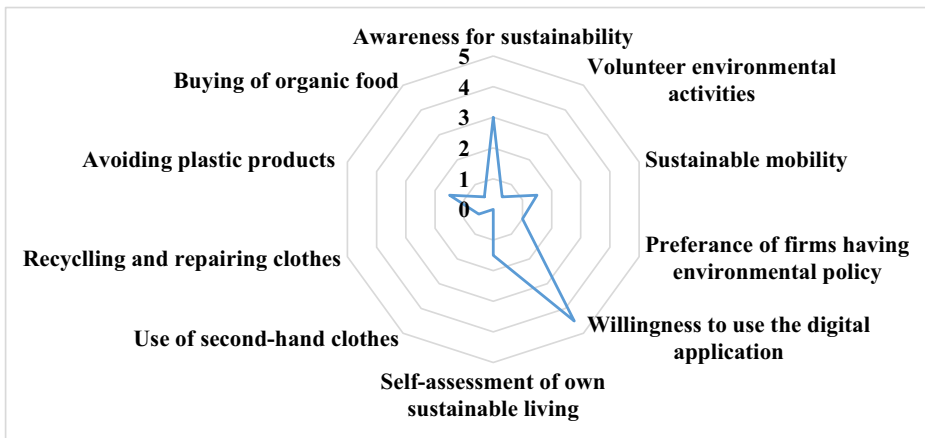 Awareness for sustainability
5
4
3
2
1
0
Volunteer environmental
activities
Sustainable mobility
Preferance of firms having
environmental policy
Willingness to use the digital
application
Self-assessment of own
sustainable living
Use of second-hand clothes
Recyclling and repairing clothes
Avoiding plastic products
Buying of organic food